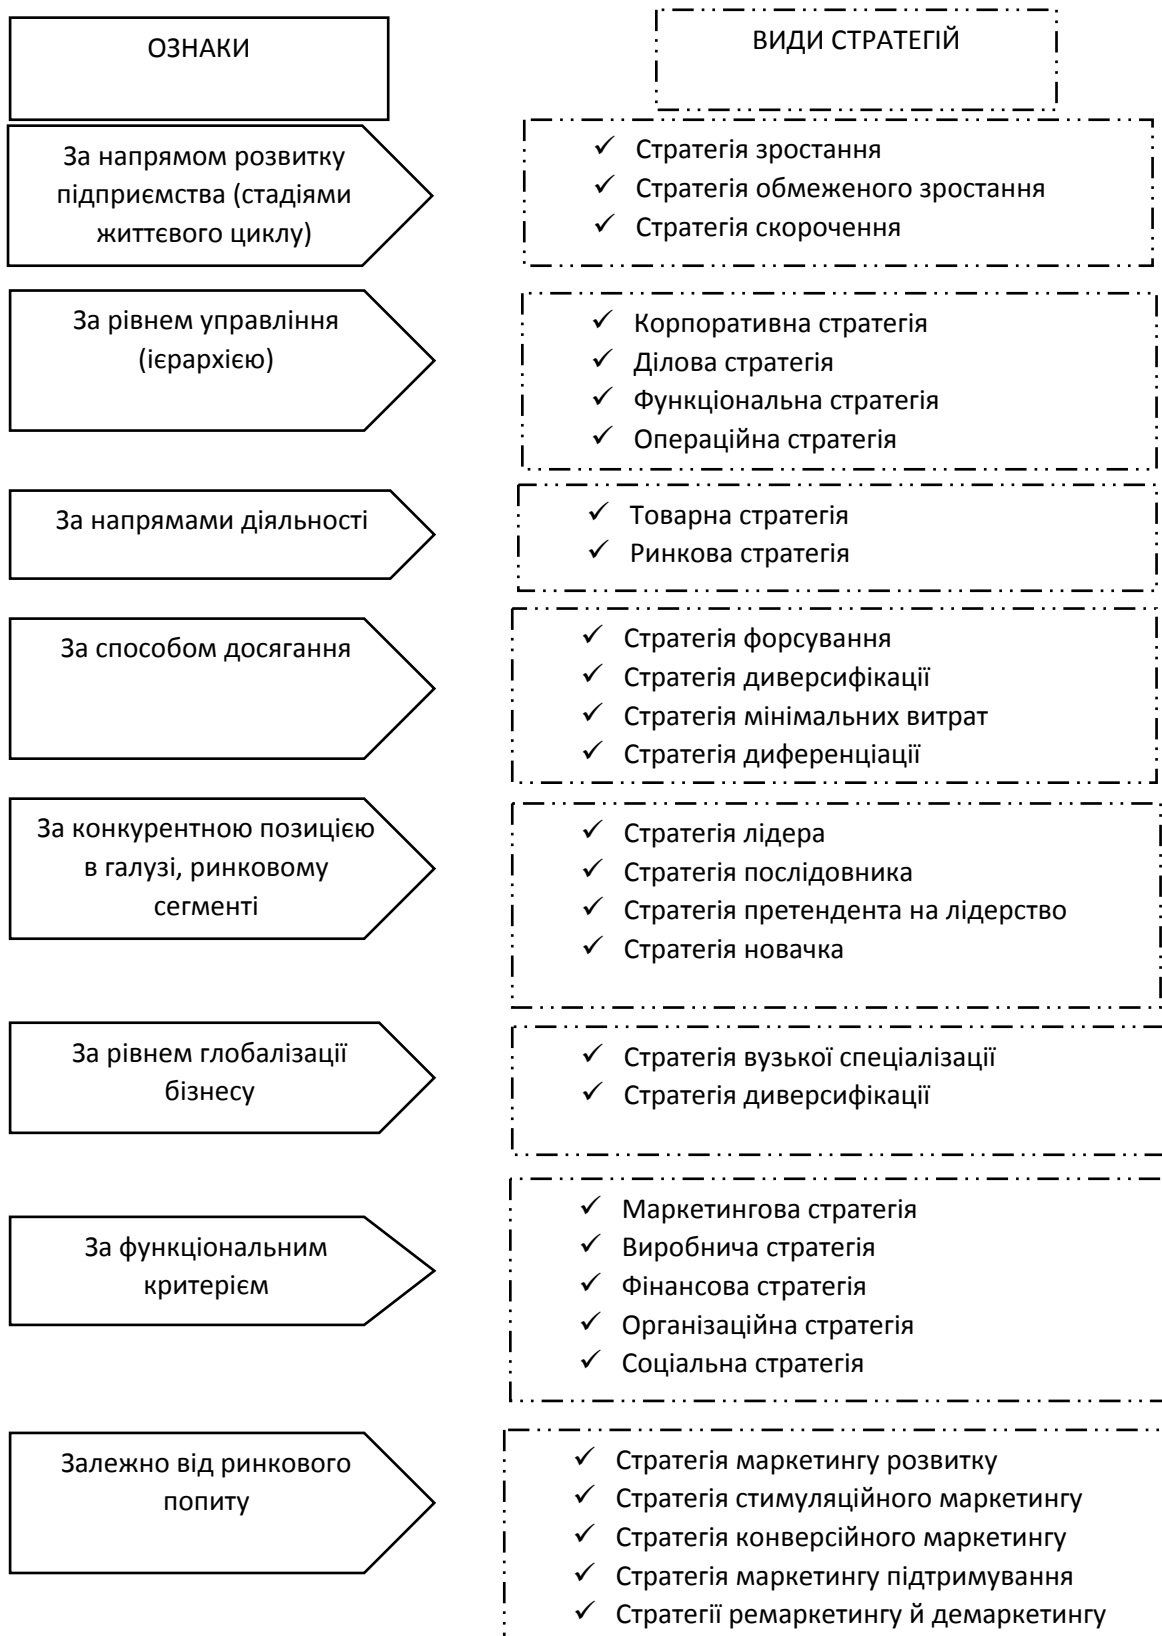 ОЗНАКИ
ВИДИ СТРАТЕГІЙ
За напрямом розвитку
підприємства (стадіями
життєвого циклу)
✓ Стратегія зростання
✓ Стратегія обмеженого зростання
✓ Стратегія скорочення
За рівнем управління
(ієрархією)
✓ Корпоративна стратегія
✓ Ділова стратегія
✓ Функціональна стратегія
✓ Операційна стратегія
За напрямами діяльності
✓ Товарна стратегія
✓ Ринкова стратегія
За способом досягання
✓ Стратегія форсування
✓ Стратегія диверсифікації
✓ Стратегія мінімальних витрат
✓ Стратегія диференціації
За конкурентною позицією
в галузі, ринковому
сегменті
✓ Стратегія лідера
✓ Стратегія послідовника
✓ Стратегія претендента на лідерство
✓ Стратегія новачка
За рівнем глобалізації
бізнесу
✓ Стратегія вузької спеціалізації
✓ Стратегія диверсифікації
За функціональним
критерієм
✓ Маркетингова стратегія
✓ Виробнича стратегія
✓ Фінансова стратегія
✓ Організаційна стратегія
✓ Соціальна стратегія
Залежно від ринкового
попиту
✓ Стратегія маркетингу розвитку
✓ Стратегія стимуляційного маркетингу
✓ Стратегія конверсійного маркетингу
✓ Стратегія маркетингу підтримування
✓ Стратегії ремаркетингу й демаркетингу